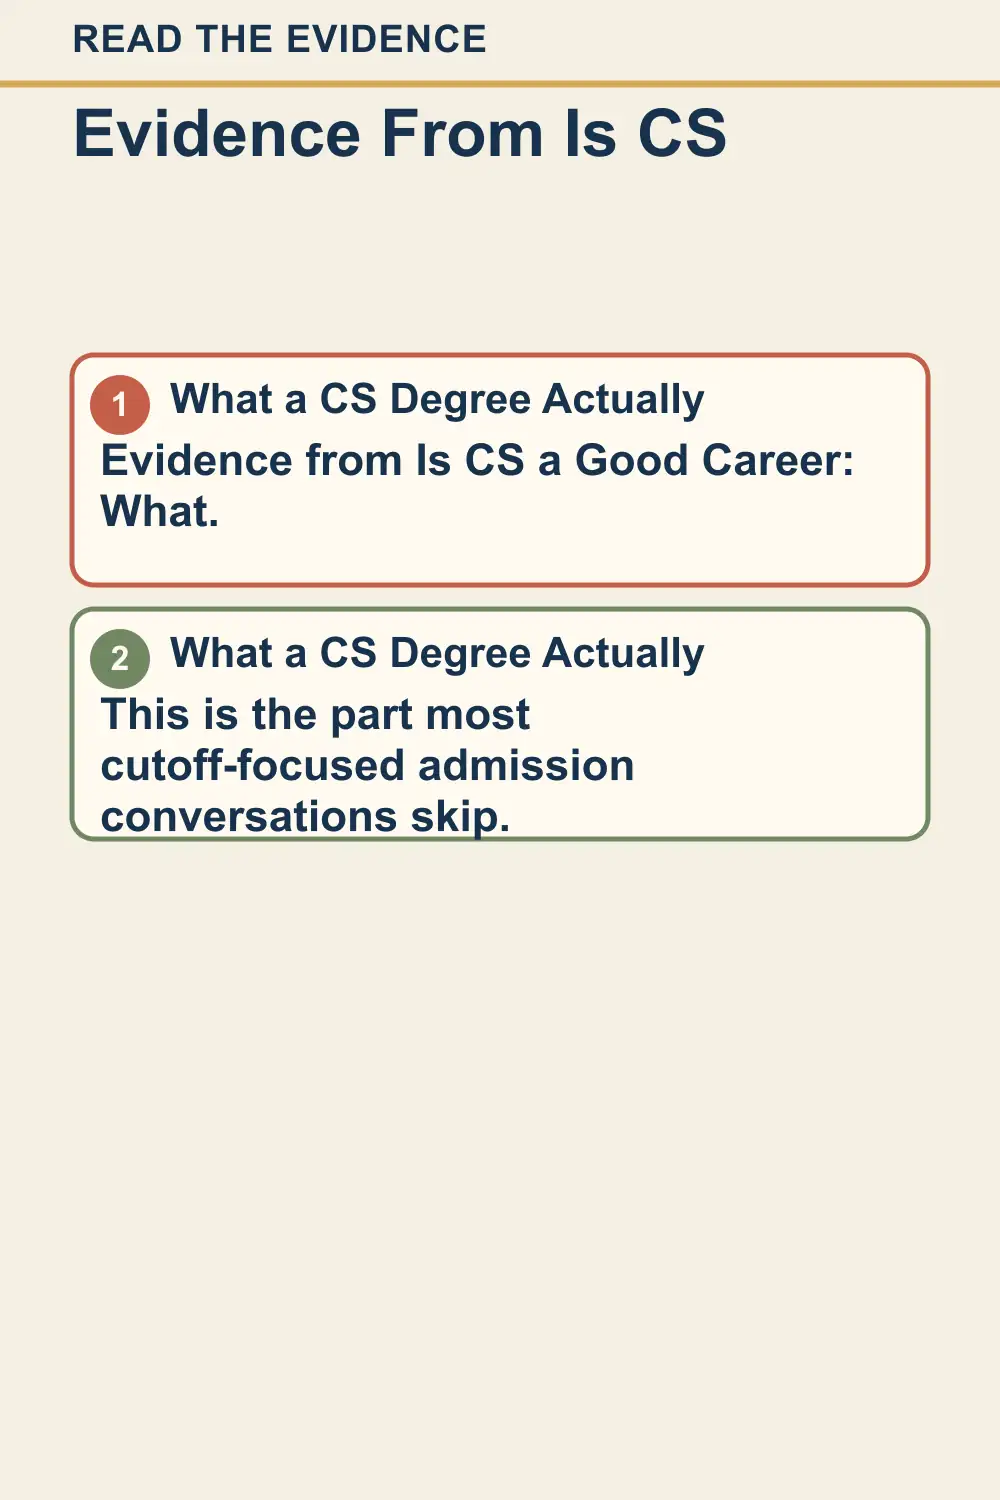 READ THE EVIDENCE
Evidence From Is CS
1 What a CS Degree Actually
Evidence from Is CS a Good Career:
What.
2 What a CS Degree Actually
This is the part most
cutoff-focused admission
conversations skip.